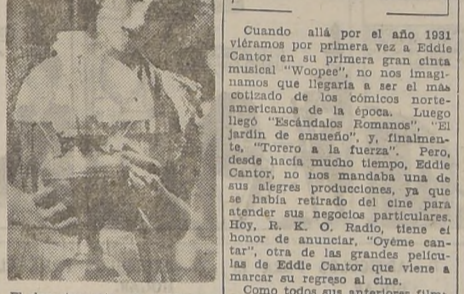 Cuando allá por el año 1931
viéramos por primera vez a Eddie
Cantor en su primera gran cinta
musical "Woopee", no nos imagi-
namos que llegaría a ser el más
cotizado de los cómicos norte-
americanos de la época. Luego
llegó "Escándalos Romanos", "El
jardín de ensueño", y, finalmen-
te, "Torero a la fuerza". Pero,
desde hacía mucho tiempo, Eddie
Cantor, no nos mandaba una de
sus alegres producciones, ya que
se había retirado del cine para
atender sus negocios particulares.
Hoy, R. K. O. Radio, tiene el
honor de anunciar, "Oyéme can-
tar", otra de las grandes pelícu-
las de Eddie Cantor que viene a
marcar su regreso al cine.
Como todos sus anteriores films